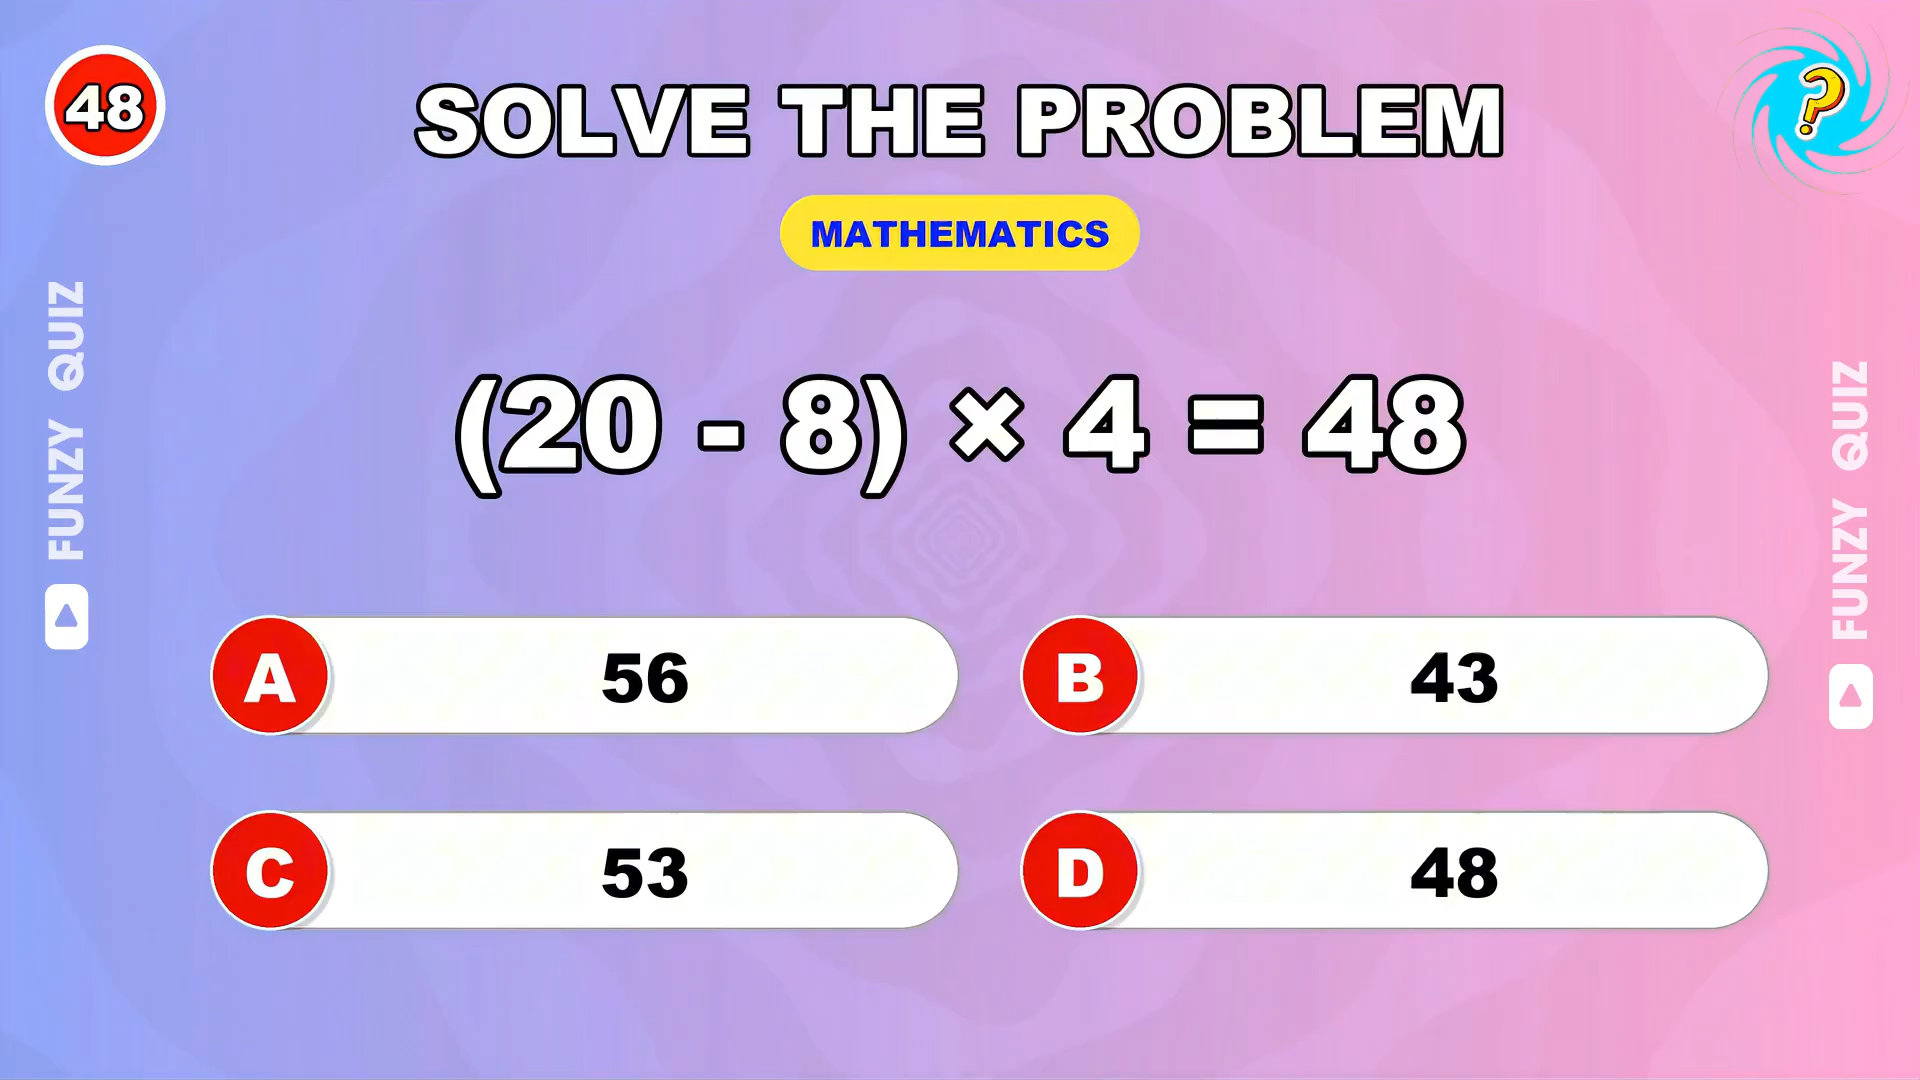 48
SOLVE THE PROBLEM
?
MATHEMATICS
(20 - 8) × 4 = 48
FUNZY QUIZ
FUNZY QUIZ
A 56
B 43
C 53
D 48